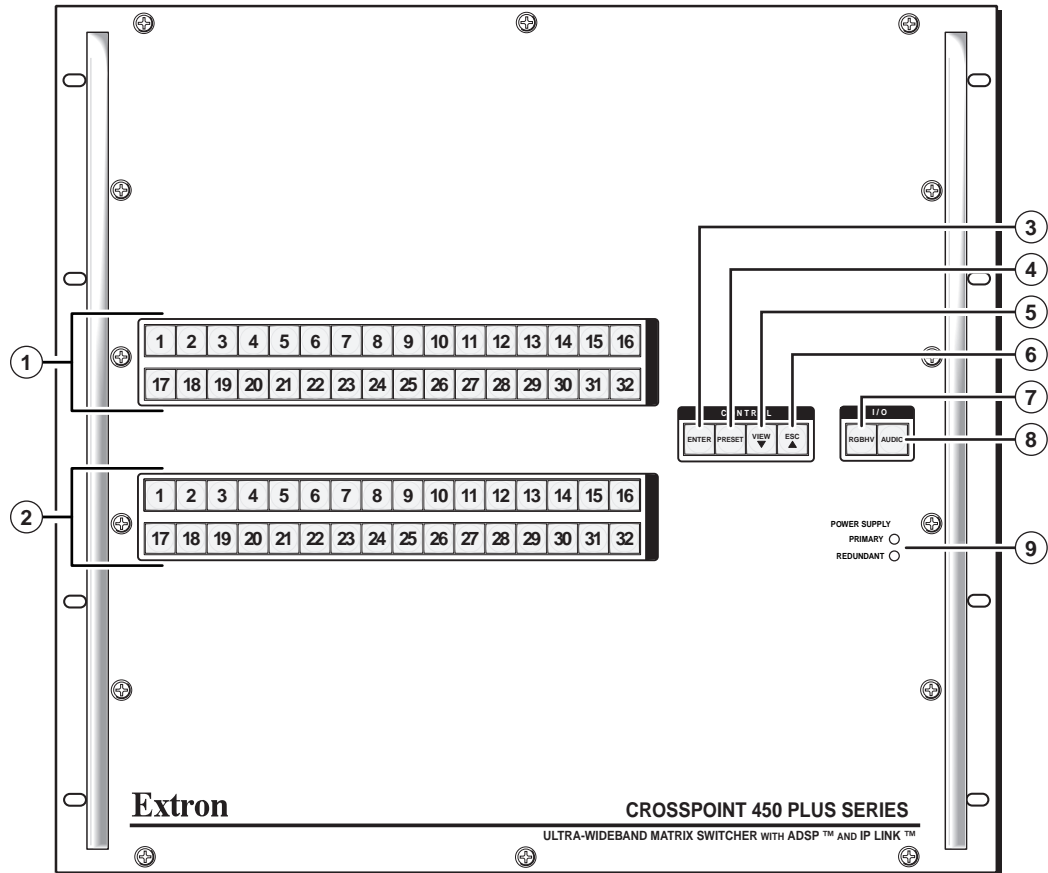 1 2 3 4 5 6 7 8 9 10 11 12 13 14 15 16
17 18 19 20 21 22 23 24 25 26 27 28 29 30 31 32
1
CONTROL
ENTER PRESET VIEW ESC
I/O
RGBHV AUDIO
3
4
5
6
7
8
1 2 3 4 5 6 7 8 9 10 11 12 13 14 15 16
17 18 19 20 21 22 23 24 25 26 27 28 29 30 31 32
2
POWER SUPPLY
PRIMARY
REDUNDANT
9
Extron
CROSSPOINT 450 PLUS SERIES
ULTRA-WIDEBAND MATRIX SWITCHER WITH ADSP ™ AND IP LINK ™